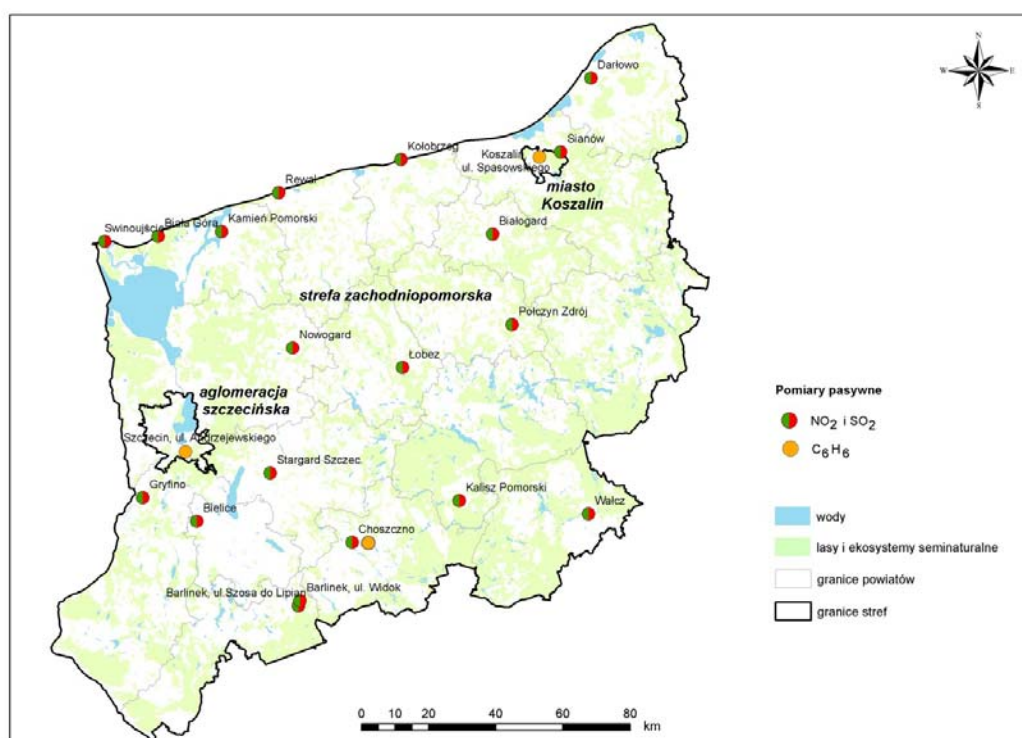 N
W
E
S
Darłowo
Sianów
Kołobrzeg
Koszalin,
ul. Spasowskiego
miasto
Koszalin
Rewal
Kamień Pomorski
Biała Góra
Swinoujście
Białogard
strefa zachodniopomorska
Połczyn Zdrój
Nowogard
Łobez
aglomeracja
szczecińska
Szczecin, ul. Andrzejewskiego
Stargard Szczec.
Gryfino
Bielice
Kalisz Pomorski
Wałcz
Choszczno
Barlinek, ul. Widok
Barlinek, ul.Szosa do Lipian
Pomiary pasywne
NO2 i SO2
C6H6
wody
lasy i ekosystemy seminaturalne
granice powiatów
granice stref
0 10 20 40 60 80
km